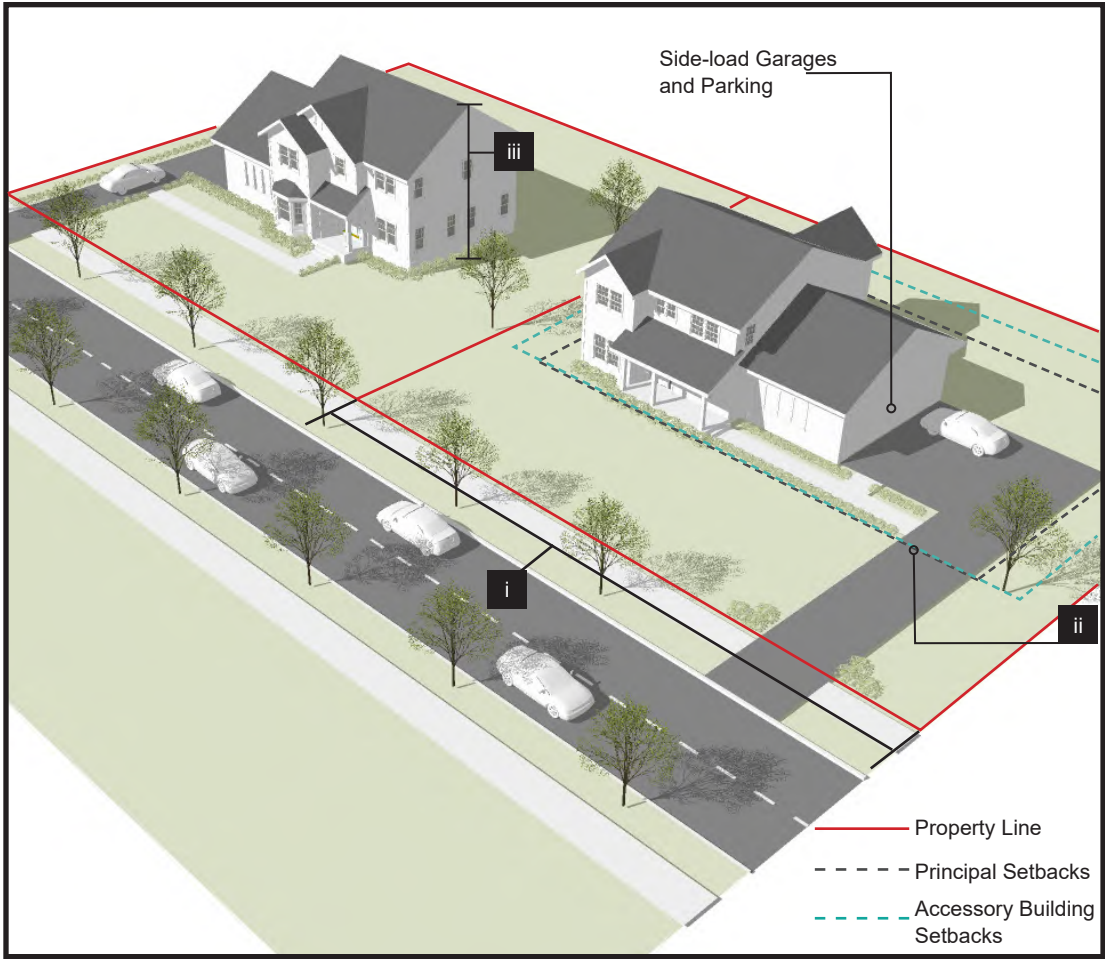 Side-load Garages
and Parking
iii
i
ii
Property Line
Principal Setbacks
Accessory Building
Setbacks